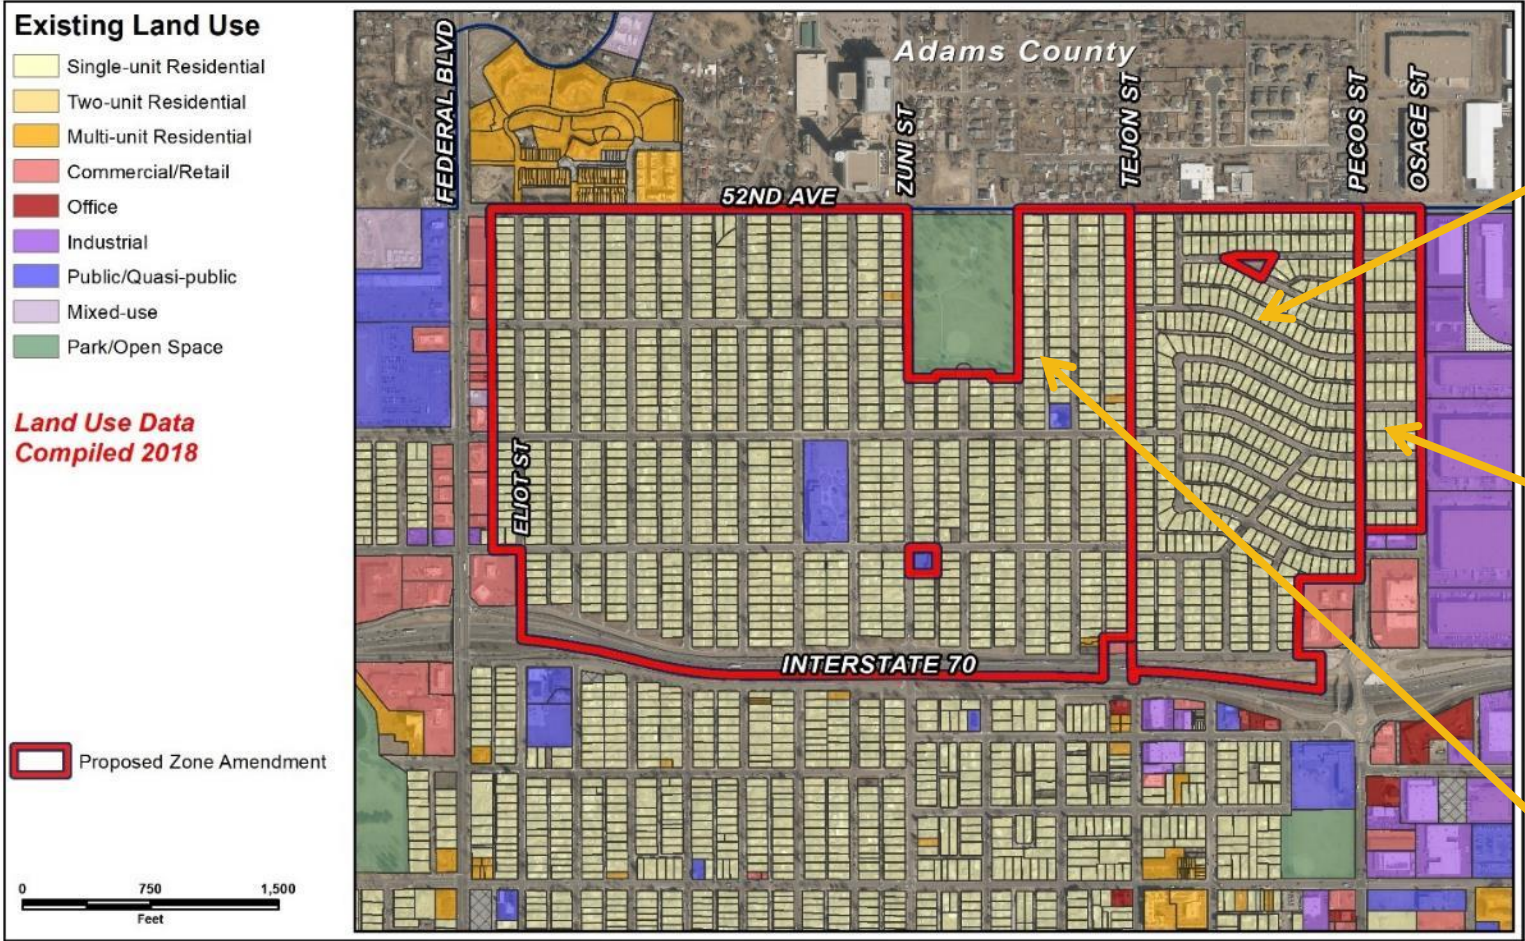 Existing Land Use
Single-unit Residential
Two-unit Residential
Multi-unit Residential
Commercial/Retail
Office
Industrial
Public/Quasi-public
Mixed-use
Park/Open Space
Land Use Data
Compiled 2018
Proposed Zone Amendment
0 750 1,500
Feet
Adams County
FEDERAL BLVD
ZUNI ST
TEJON ST
PECOS ST
OSAGE ST
52ND AVE
ELIOT ST
INTERSTATE 70